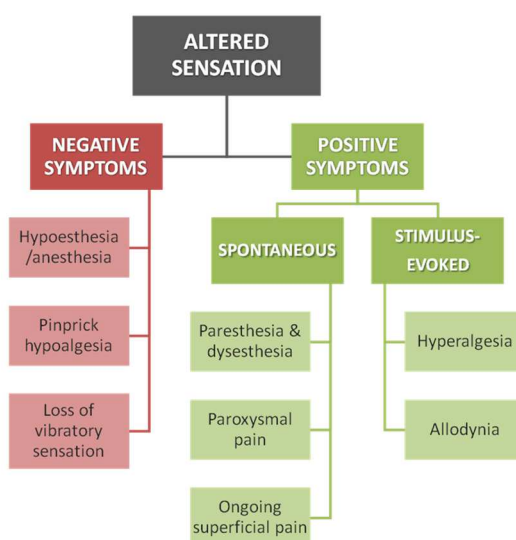 ALTERED
SENSATION
NEGATIVE
SYMPTOMS
Hypoesthesia
/anesthesia
Pinprick
hypoalgesia
Loss of
vibratory
sensation
POSITIVE
SYMPTOMS
SPONTANEOUS
Paresthesia &
dysesthesia
Paroxysmal
pain
Ongoing
superficial pain
STIMULUS-
EVOKED
Hyperalgesia
Allodynia